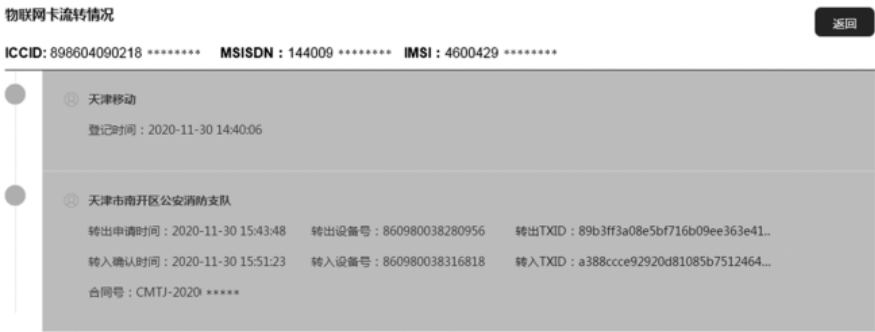 物联网卡流转情况
返回
ICCID: 898604090218 ******** MSISDN：144009 ******** IMSI：4600429 ********
天津移动
登记时间：2020-11-30 14:40:06
天津市南开区公安消防支队
转出申请时间：2020-11-30 15:43:48 转出设备号：860980038280956 转出TXID：89b3ff3a08e5bf716b09ee363e41..
转入确认时间：2020-11-30 15:51:23 转入设备号：860980038316818 转入TXID：a388ccce92920d81085b7512464...
合同号：CMTJ-2020 *****